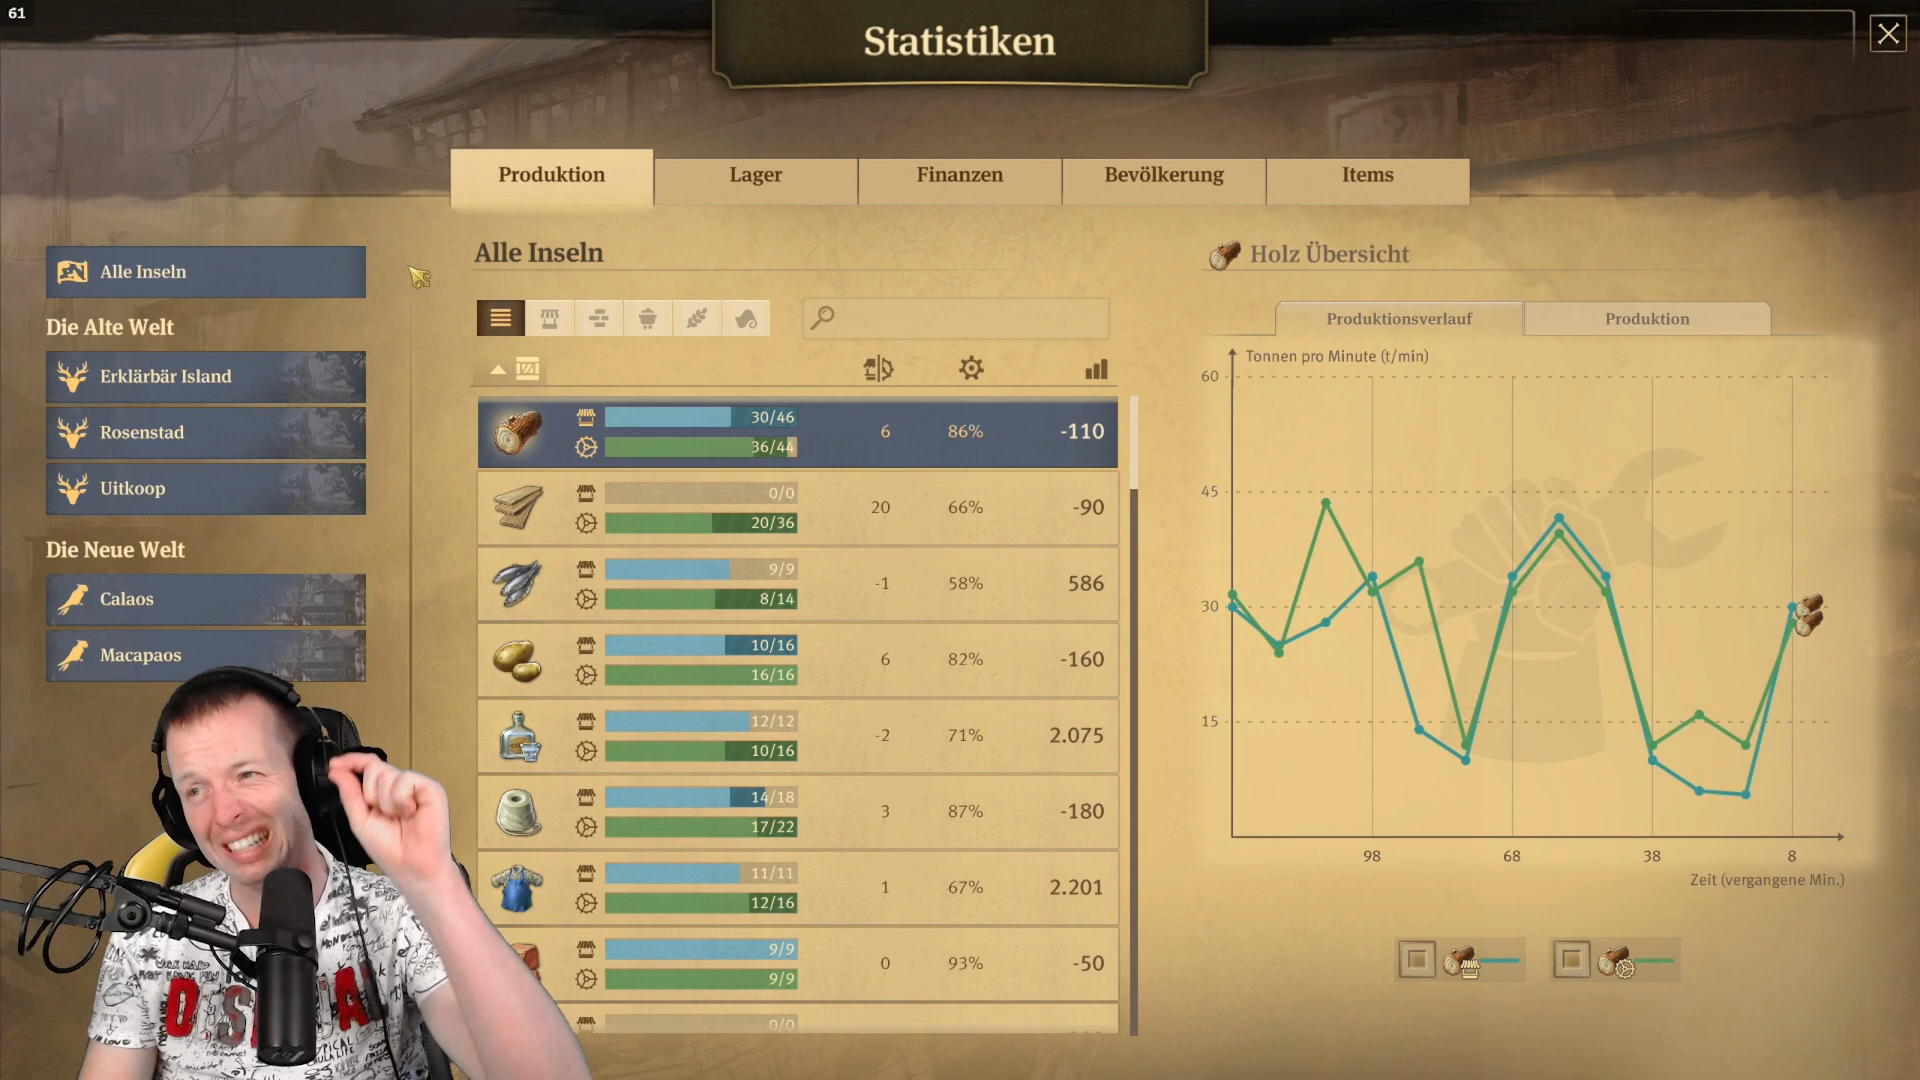 61
Statistiken
Produktion
Lager
Finanzen
Bevölkerung
Items
Alle Inseln
Die Alte Welt
Erklärbär Island
Rosenstad
Uitkoop
Die Neue Welt
Calaos
Macapaos
Alle Inseln
30/46
36/44
6
86%
-110
0/0
20/36
20
66%
-90
9/9
8/14
-1
58%
586
10/16
16/16
6
82%
-160
12/12
10/16
-2
71%
2.075
14/18
17/22
3
87%
-180
11/11
12/16
1
67%
2.201
9/9
9/9
0
93%
-50
0/0
Holz Übersicht
Produktionsverlauf
Produktion
Tonnen pro Minute (t/min)
60
45
30
15
98
68
38
8
Zeit (vergangene Min.)